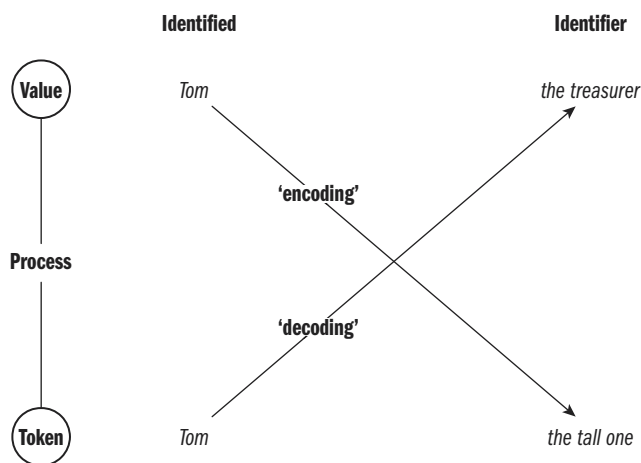 Identified Identifier
Value Tom the treasurer
‘encoding’
Process
‘decoding’
Token Tom the tall one